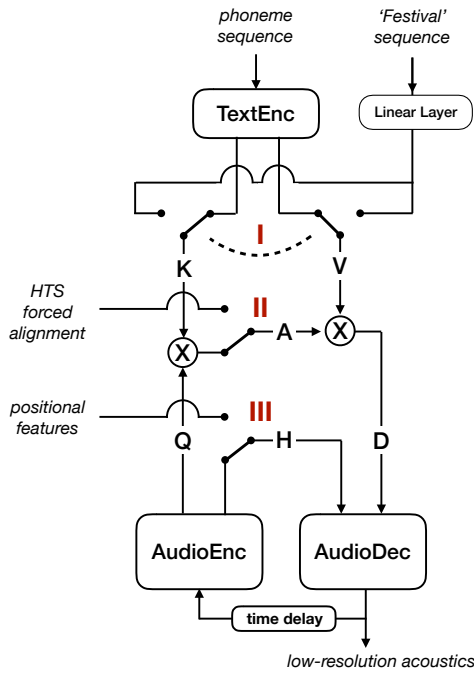 phoneme
sequence
'Festival'
sequence
TextEnc
Linear Layer
I
K
V
HTS
forced
alignment
II
X
A
X
positional
features
III
Q
H
D
AudioEnc
AudioDec
time delay
low-resolution acoustics